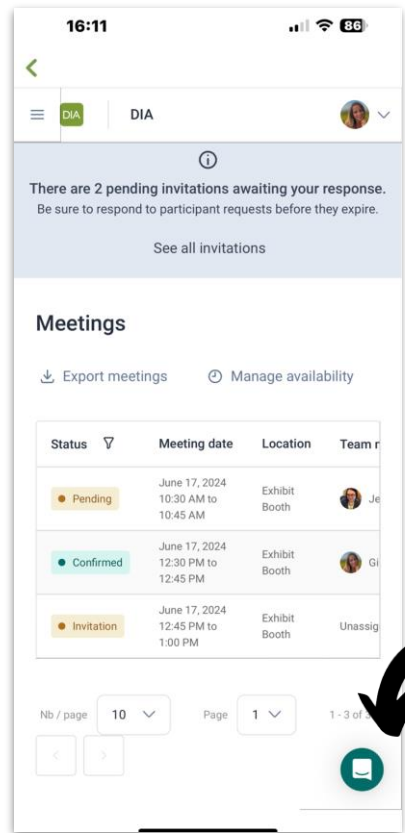 16:11
86
DIA DIA
There are 2 pending invitations awaiting your response.
Be sure to respond to participant requests before they expire.
See all invitations
Meetings
Export meetings Manage availability
Status Meeting date Location Team
Pending June 17, 2024 10:30 AM to 10:45 AM Exhibit Booth Je
Confirmed June 17, 2024 12:30 PM to 12:45 PM Exhibit Booth Gi
Invitation June 17, 2024 12:45 PM to 1:00 PM Exhibit Booth Unassig
Nb / page 10 Page 1 1 - 3 of